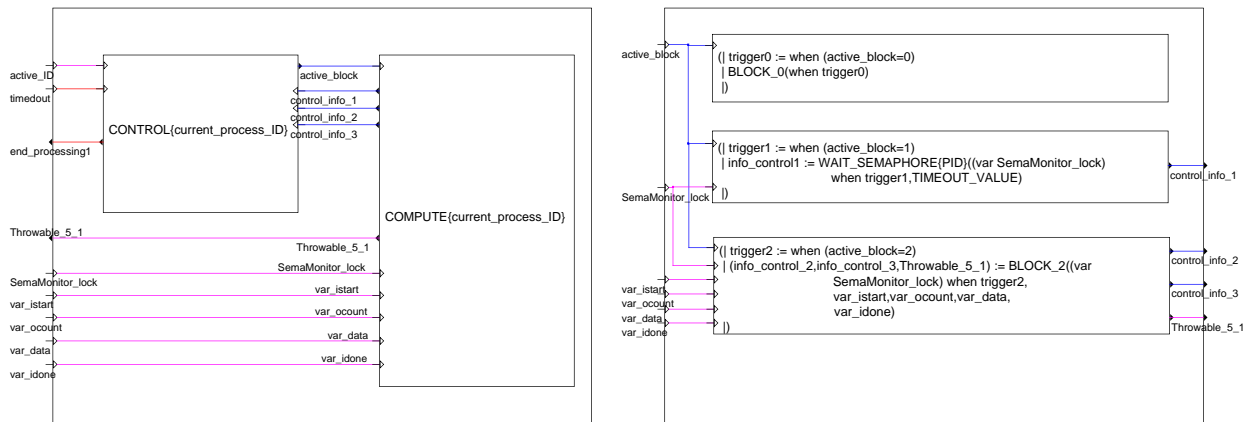 active_ID
timedout
end_processing1
CONTROL{current_process_ID}
active_block
control_info_1
control_info_2
control_info_3
COMPUTE{current_process_ID}
Throwable_5_1
Throwable_5_1
SemaMonitor_lock
SemaMonitor_lock
var_istart
var_istart
var_ocount
var_ocount
var_data
var_data
var_idone
var_idone
active_block
(| trigger0 := when (active_block=0)
| BLOCK_0(when trigger0)
|)
(| trigger1 := when (active_block=1)
| info_control1 := WAIT_SEMAPHORE{PID}((var SemaMonitor_lock)
when trigger1,TIMEOUT_VALUE)
|)
control_info_1
SemaMonitor_lock
(| trigger2 := when (active_block=2)
| (info_control_2,info_control_3,Throwable_5_1) := BLOCK_2((var
SemaMonitor_lock) when trigger2,
var_istart,var_ocount,var_data,
var_idone)
|)
control_info_2
control_info_3
Throwable_5_1
var_istart
var_ocount
var_data
var_idone